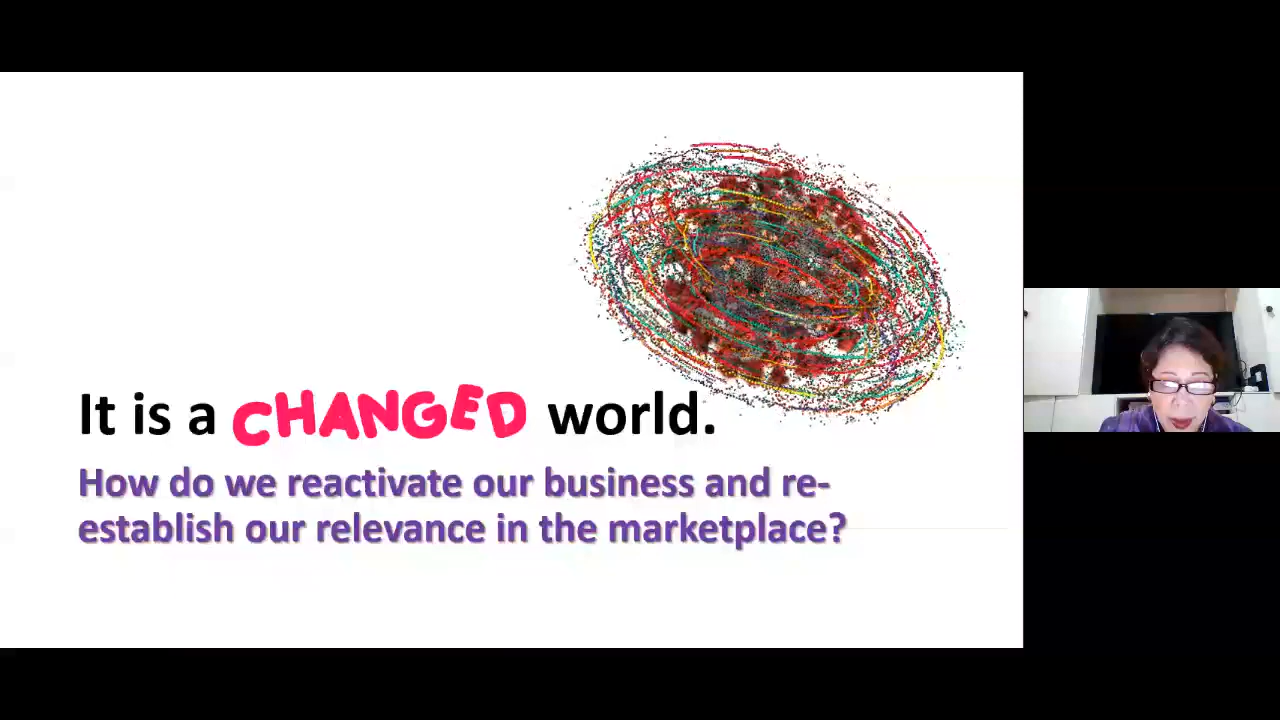 It is a CHANGED world.
How do we reactivate our business and re-
establish our relevance in the marketplace?